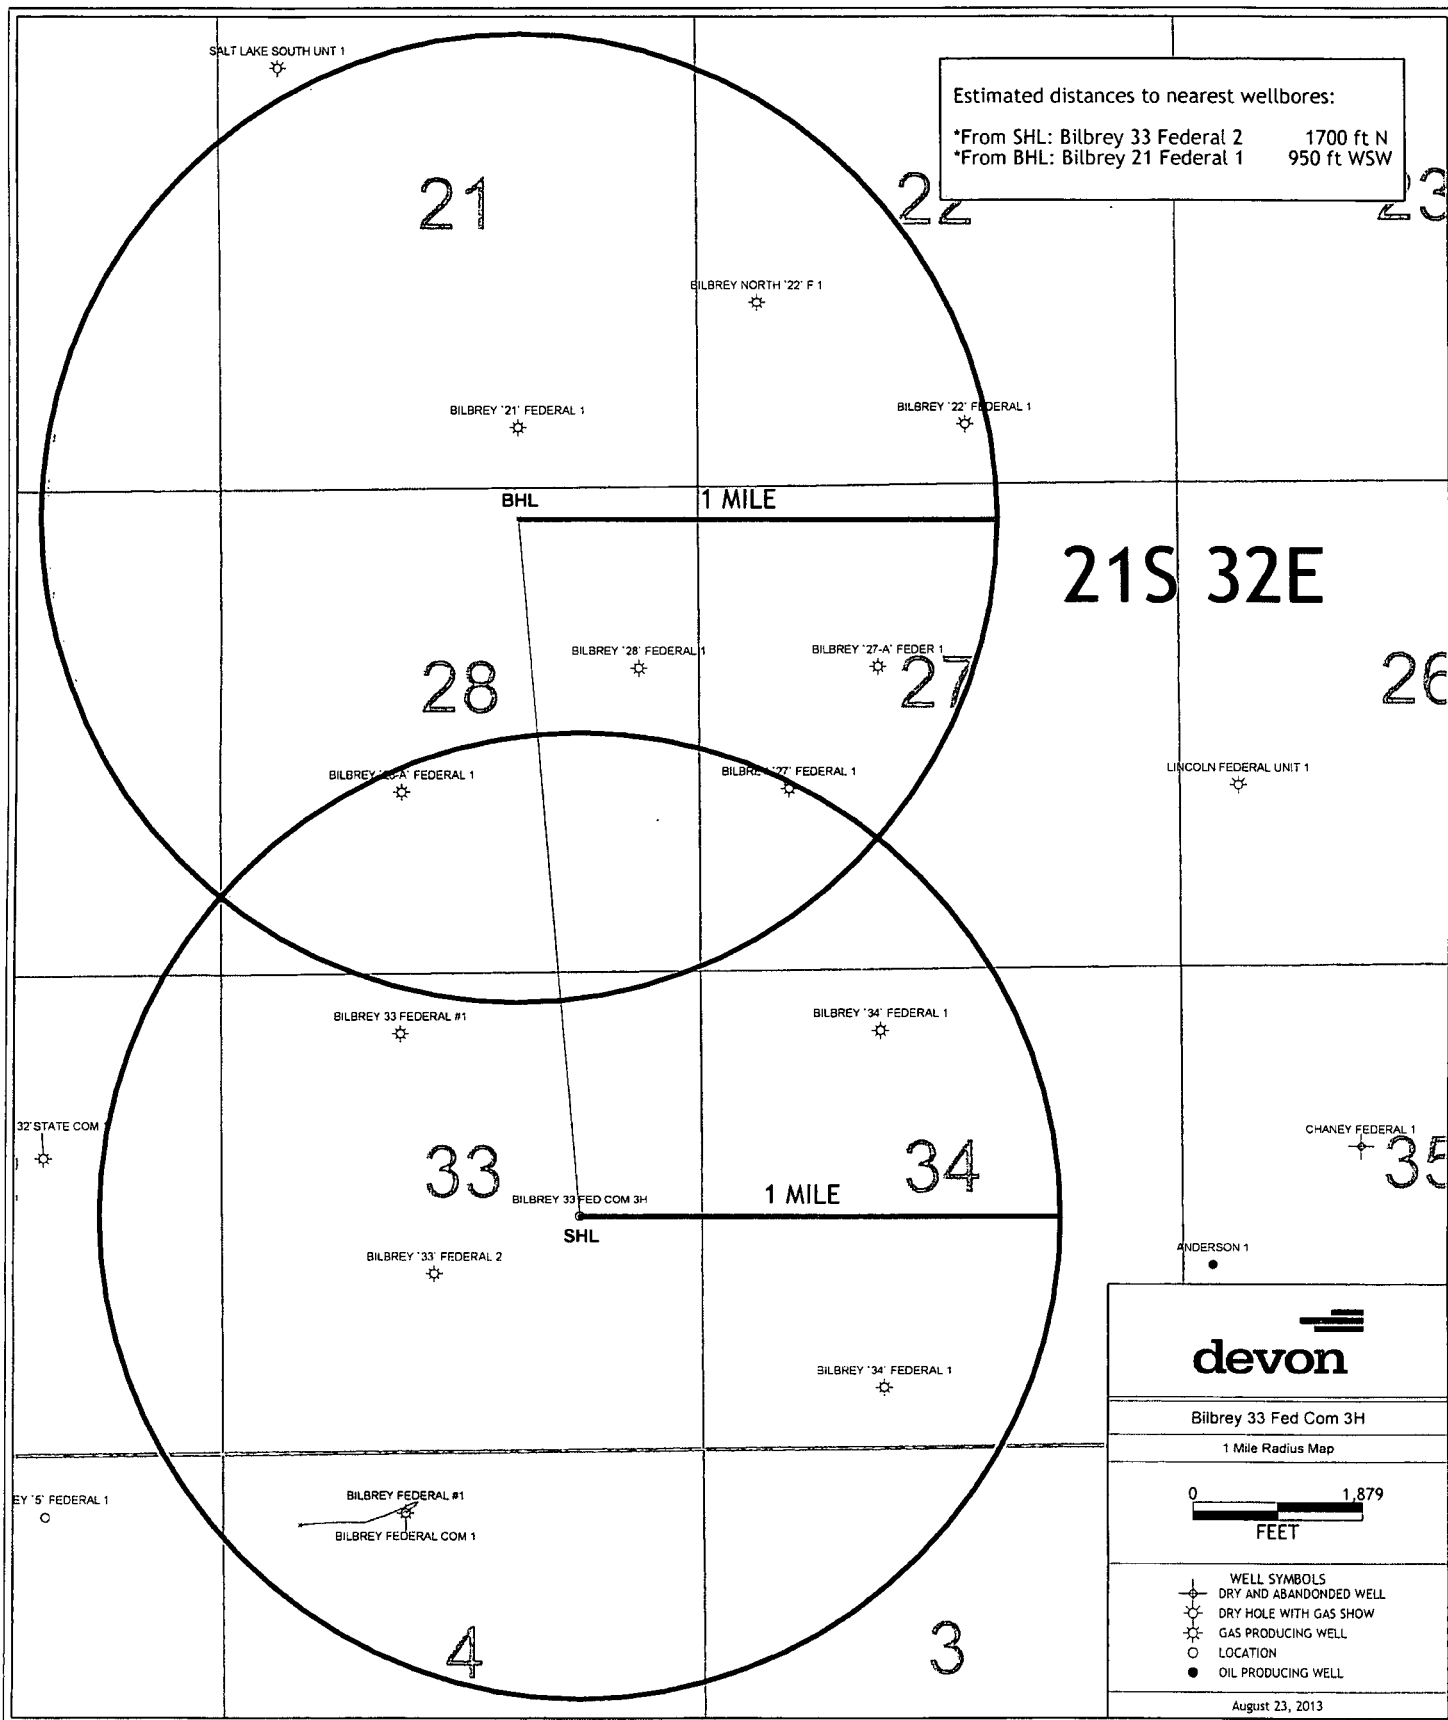 SALT LAKE SOUTH UNT 1
Estimated distances to nearest wellbores:
*From SHL: Bilbrey 33 Federal 2 1700 ft N
*From BHL: Bilbrey 21 Federal 1 950 ft WSW
21
22
23
BILBREY NORTH '22' F 1
BILBREY '21' FEDERAL 1
BILBREY '22' FEDERAL 1
BHL
1 MILE
21S 32E
BILBREY '28' FEDERAL 1
BILBREY '27-A' FEDER 1
28
27
26
BILBREY '28-A' FEDERAL 1
BILBREY '27' FEDERAL 1
LINCOLN FEDERAL UNIT 1
BILBREY 33 FEDERAL #1
BILBREY '34' FEDERAL 1
32' STATE COM
CHANEY FEDERAL 1
33
34
35
BILBREY 33 FED COM 3H
1 MILE
SHL
BILBREY '33' FEDERAL 2
ANDERSON 1
BILBREY '34' FEDERAL 1
devon
Bilbrey 33 Fed Com 3H
1 Mile Radius Map
EY '5' FEDERAL 1
BILBREY FEDERAL #1
BILBREY FEDERAL COM 1
0 1,879
FEET
WELL SYMBOLS
DRY AND ABANDONDED WELL
DRY HOLE WITH GAS SHOW
GAS PRODUCING WELL
LOCATION
OIL PRODUCING WELL
4
3
August 23, 2013